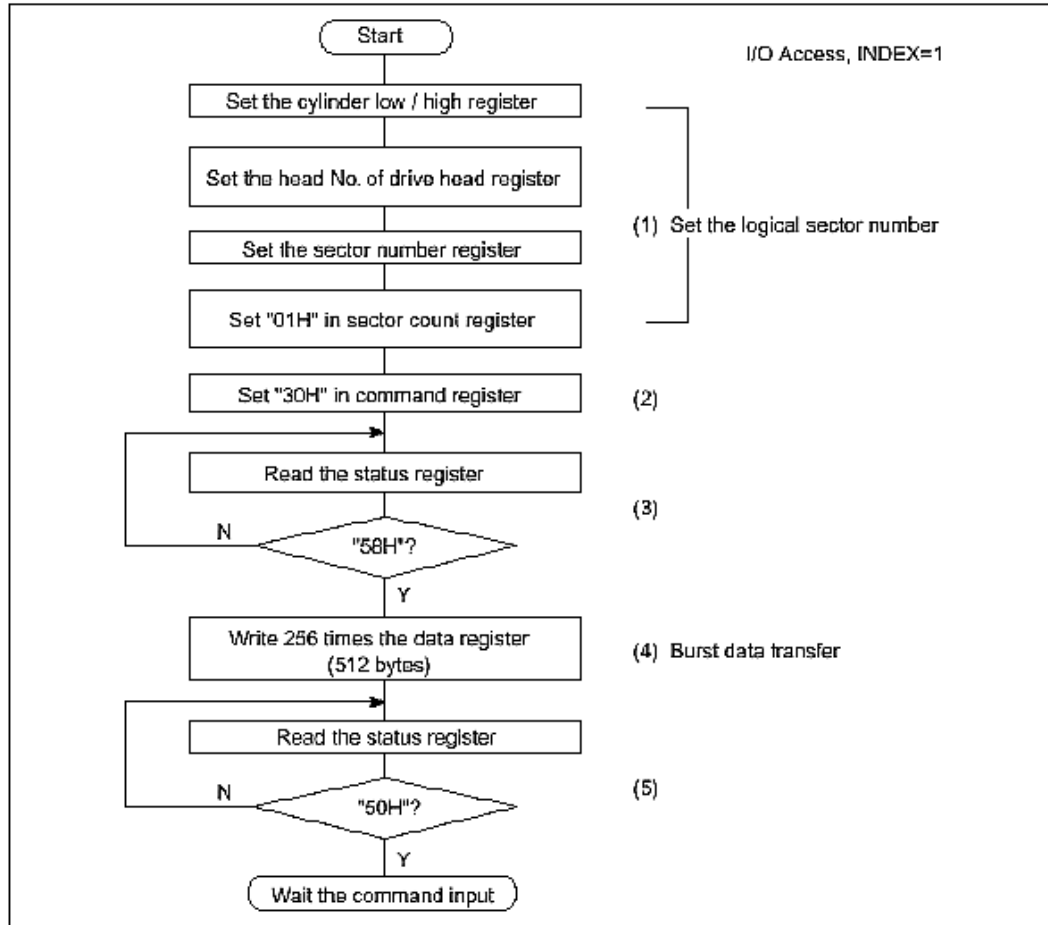 Start
I/O Access, INDEX=1
Set the cylinder low / high register
Set the head No. of drive head register
(1) Set the logical sector number
Set the sector number register
Set "01H" in sector count register
Set "30H" in command register
(2)
Read the status register
(3)
N
"58H"?
Y
Write 256 times the data register
(512 bytes)
(4) Burst data transfer
Read the status register
N
(5)
"50H"?
Y
Wait the command input